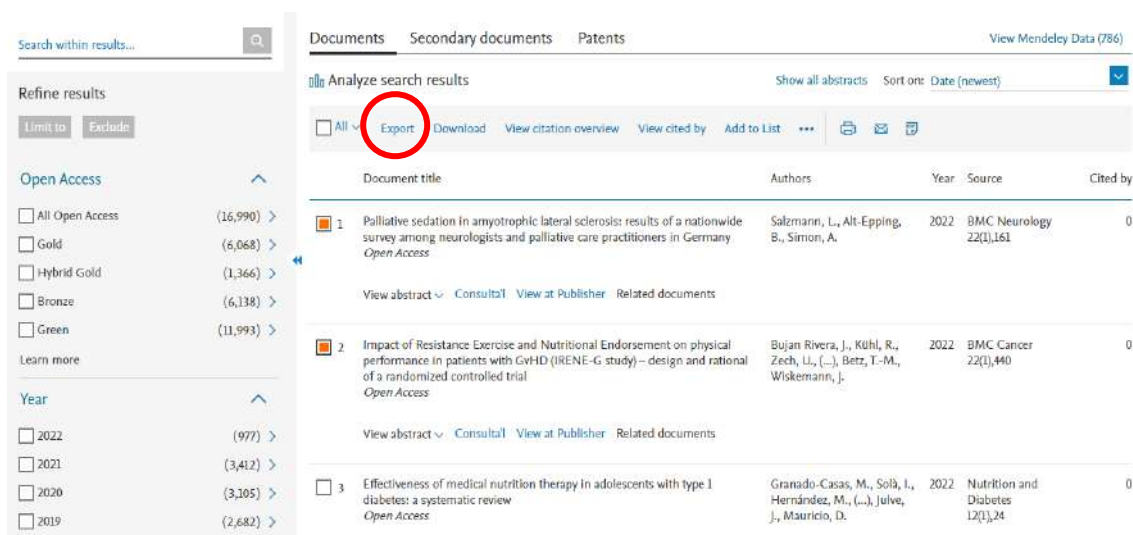 Search within results...
Refine results
Limit to Exclude
Open Access
All Open Access (16,990)
Gold (6,068)
Hybrid Gold (1,366)
Bronze (6,138)
Green (11,993)
Learn more
Year
2022 (977)
2021 (3,412)
2020 (3,105)
2019 (2,682)
Documents Secondary documents Patents View Mendeley Data (786)
Analyze search results Show all abstracts Sort on: Date (newest)
All Export Download View citation overview View cited by Add to List ...
Document title Authors Year Source Cited by
1 Palliative sedation in amyotrophic lateral sclerosis: results of a nationwide Salzmann, L., Alt-Epping, 2022 BMC Neurology 0
survey among neurologists and palliative care practitioners in Germany B., Simon, A. 22(1),161
Open Access
View abstract Consulta'l View at Publisher Related documents
2 Impact of Resistance Exercise and Nutritional Endorsement on physical Bujan Rivera, J., Kühl, R., 2022 BMC Cancer 0
performance in patients with GvHD (IRENE-G study) – design and rational Zech, U., (...), Betz, T.-M., 22(1),440
of a randomized controlled trial Wiskemann, J.
Open Access
View abstract Consulta'l View at Publisher Related documents
3 Effectiveness of medical nutrition therapy in adolescents with type 1 Granado-Casas, M., Solà, I., 2022 Nutrition and 0
diabetes: a systematic review Hernández, M., (...), Julve, Diabetes
Open Access J., Mauricio, D. 12(1),24